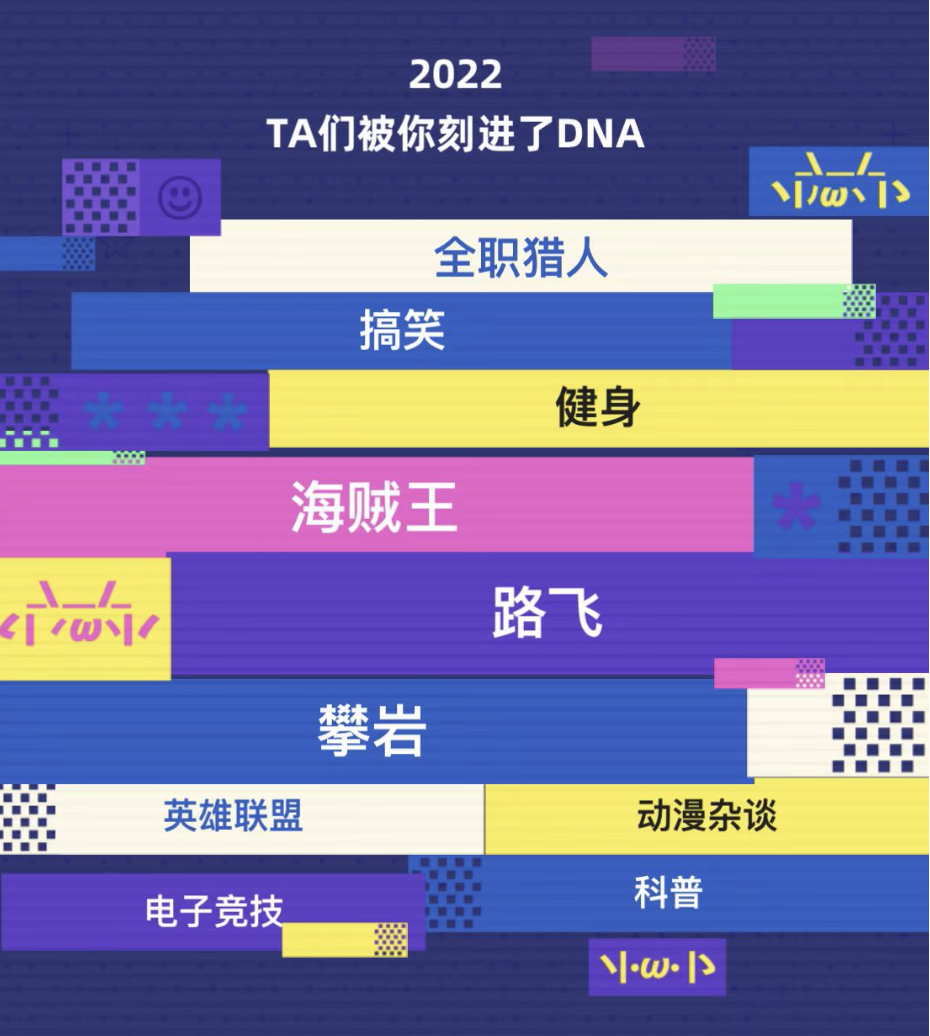 2022
TA们被你刻进了DNA
全职猎人
搞笑
健身
海贼王
路飞
攀岩
英雄联盟
动漫杂谈
电子竞技
科普